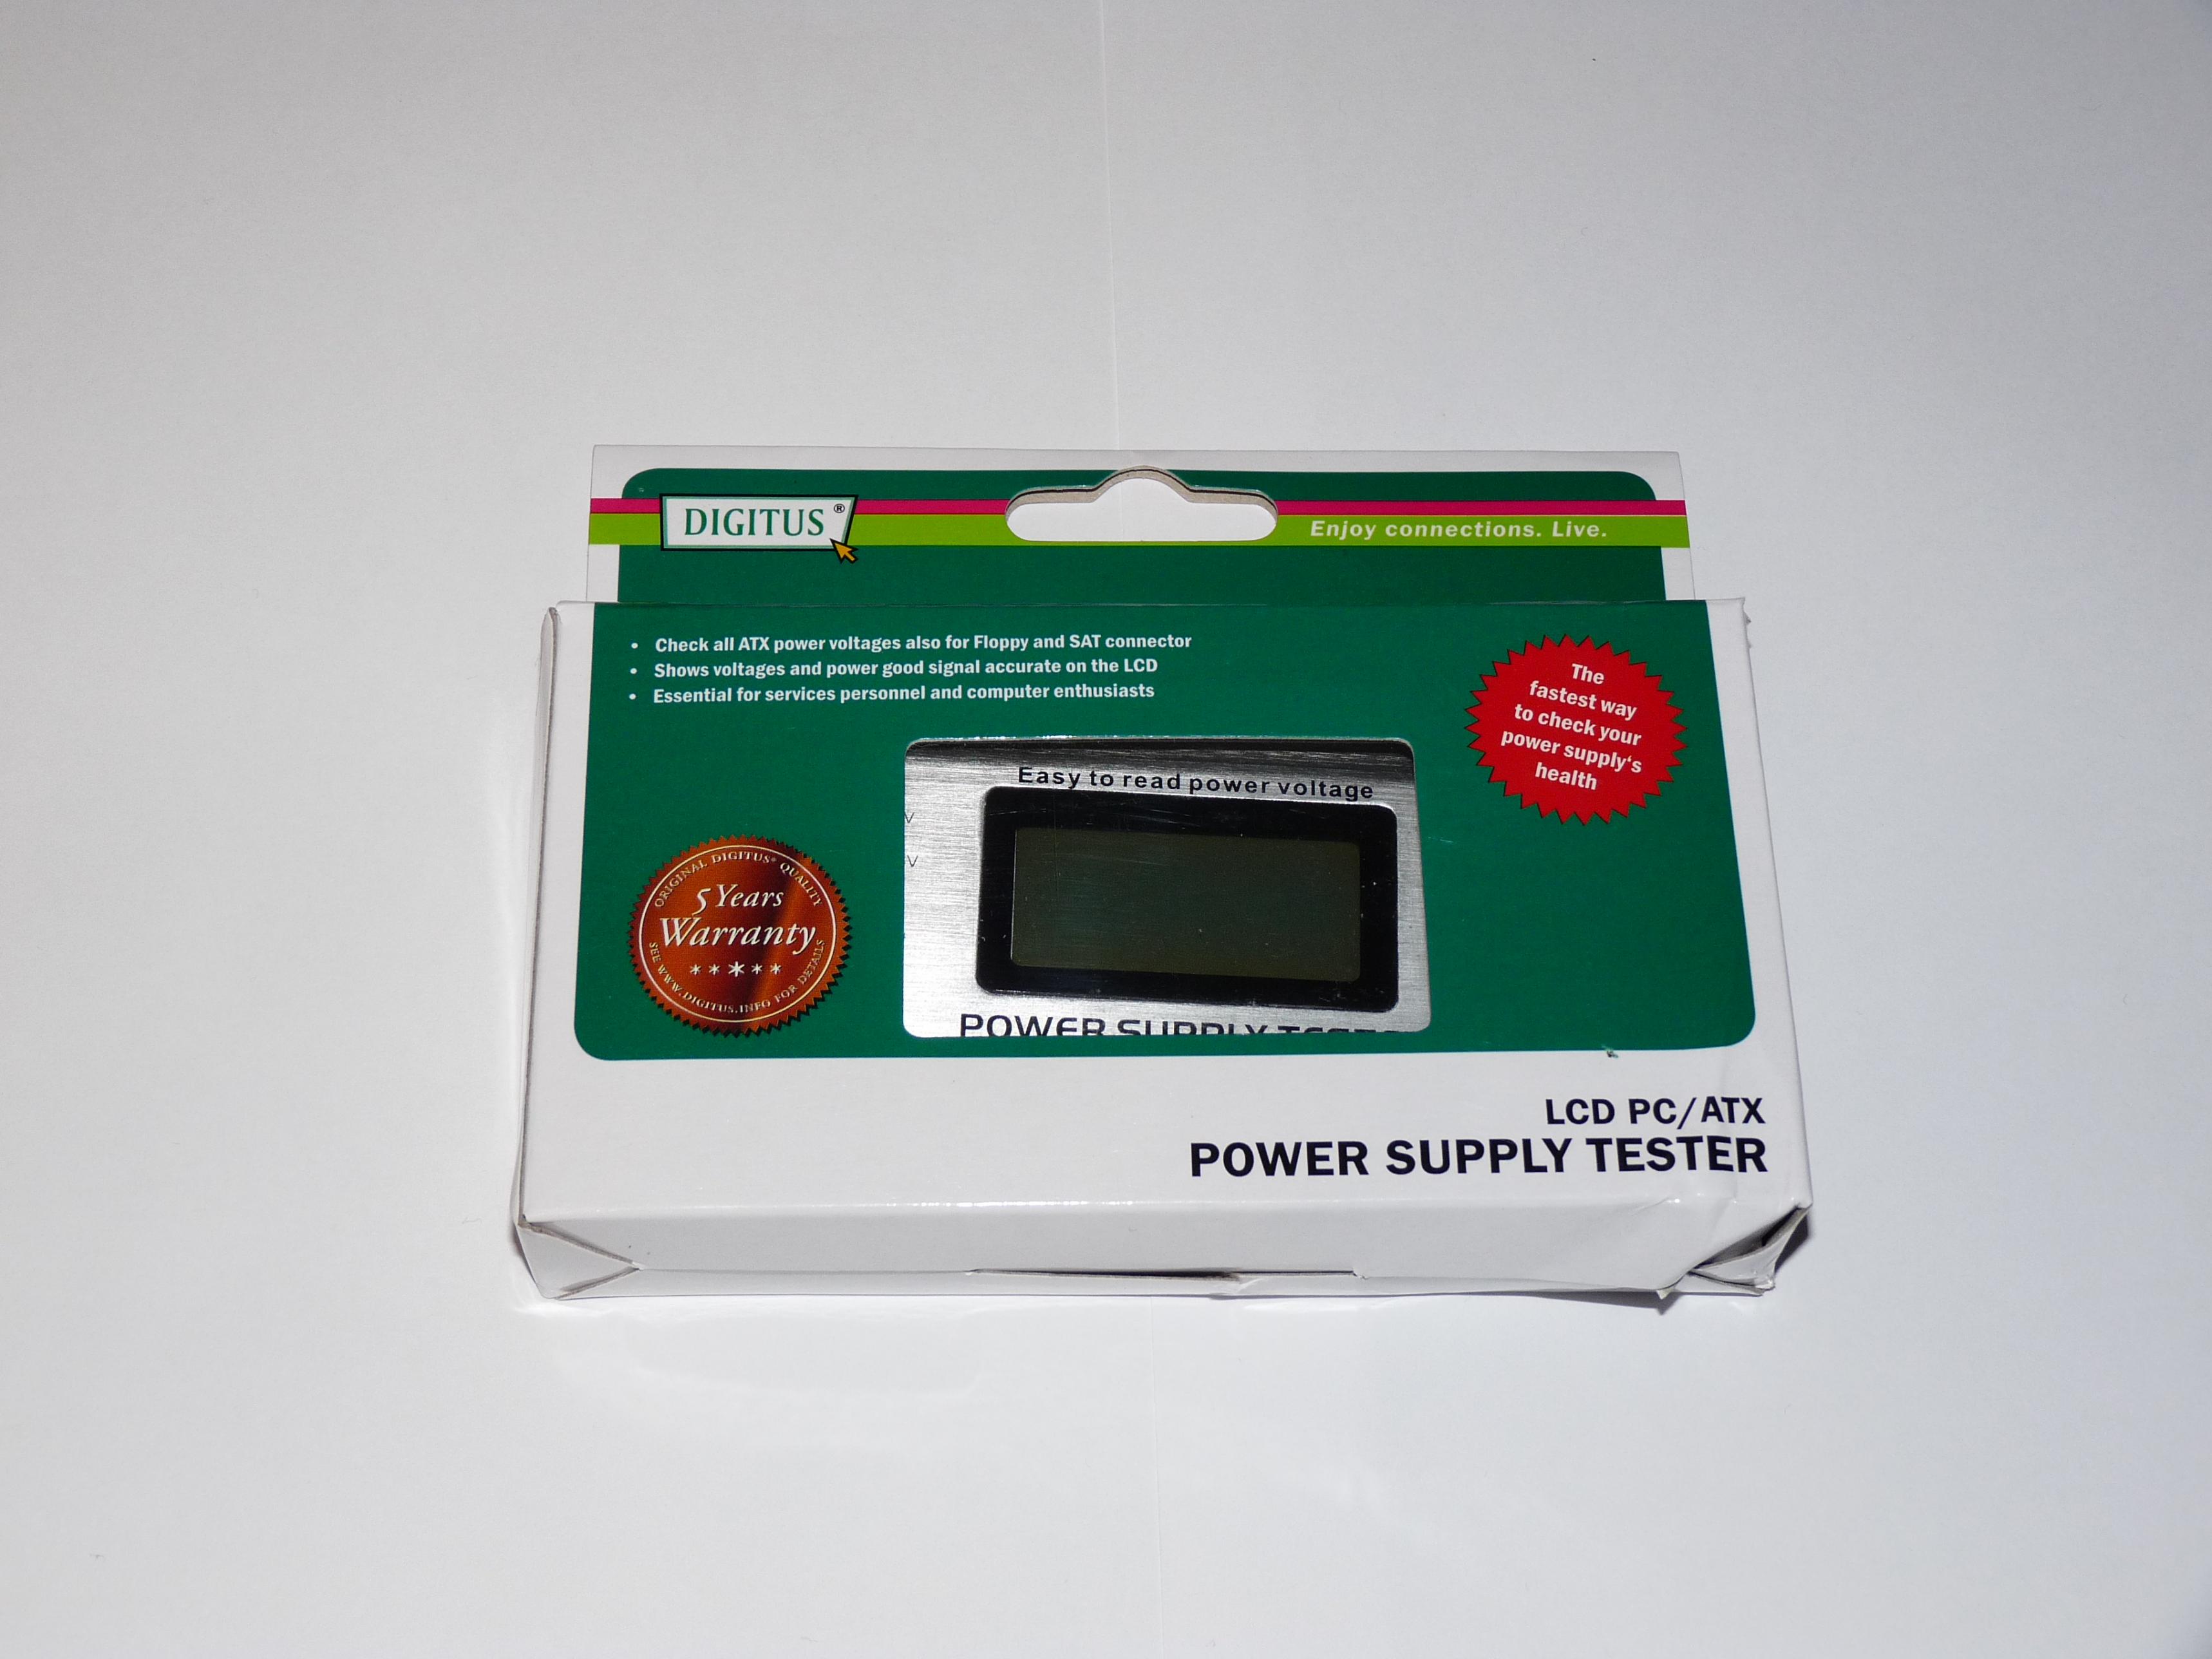 DIGITUS®
Enjoy connections. Live.
• Check all ATX power voltages also for Floppy and SAT connector
• Shows voltages and power good signal accurate on the LCD
• Essential for services personnel and computer enthusiasts
The
fastest way
to check your
power supply's
health
Easy to read power voltage
V
V
POWER SUPPLY TESTE
ORIGINAL DIGITUS® QUALITY
5 Years
Warranty
*****
SEE WWW.DIGITUS.INFO FOR DETAILS
LCD PC/ATX
POWER SUPPLY TESTER